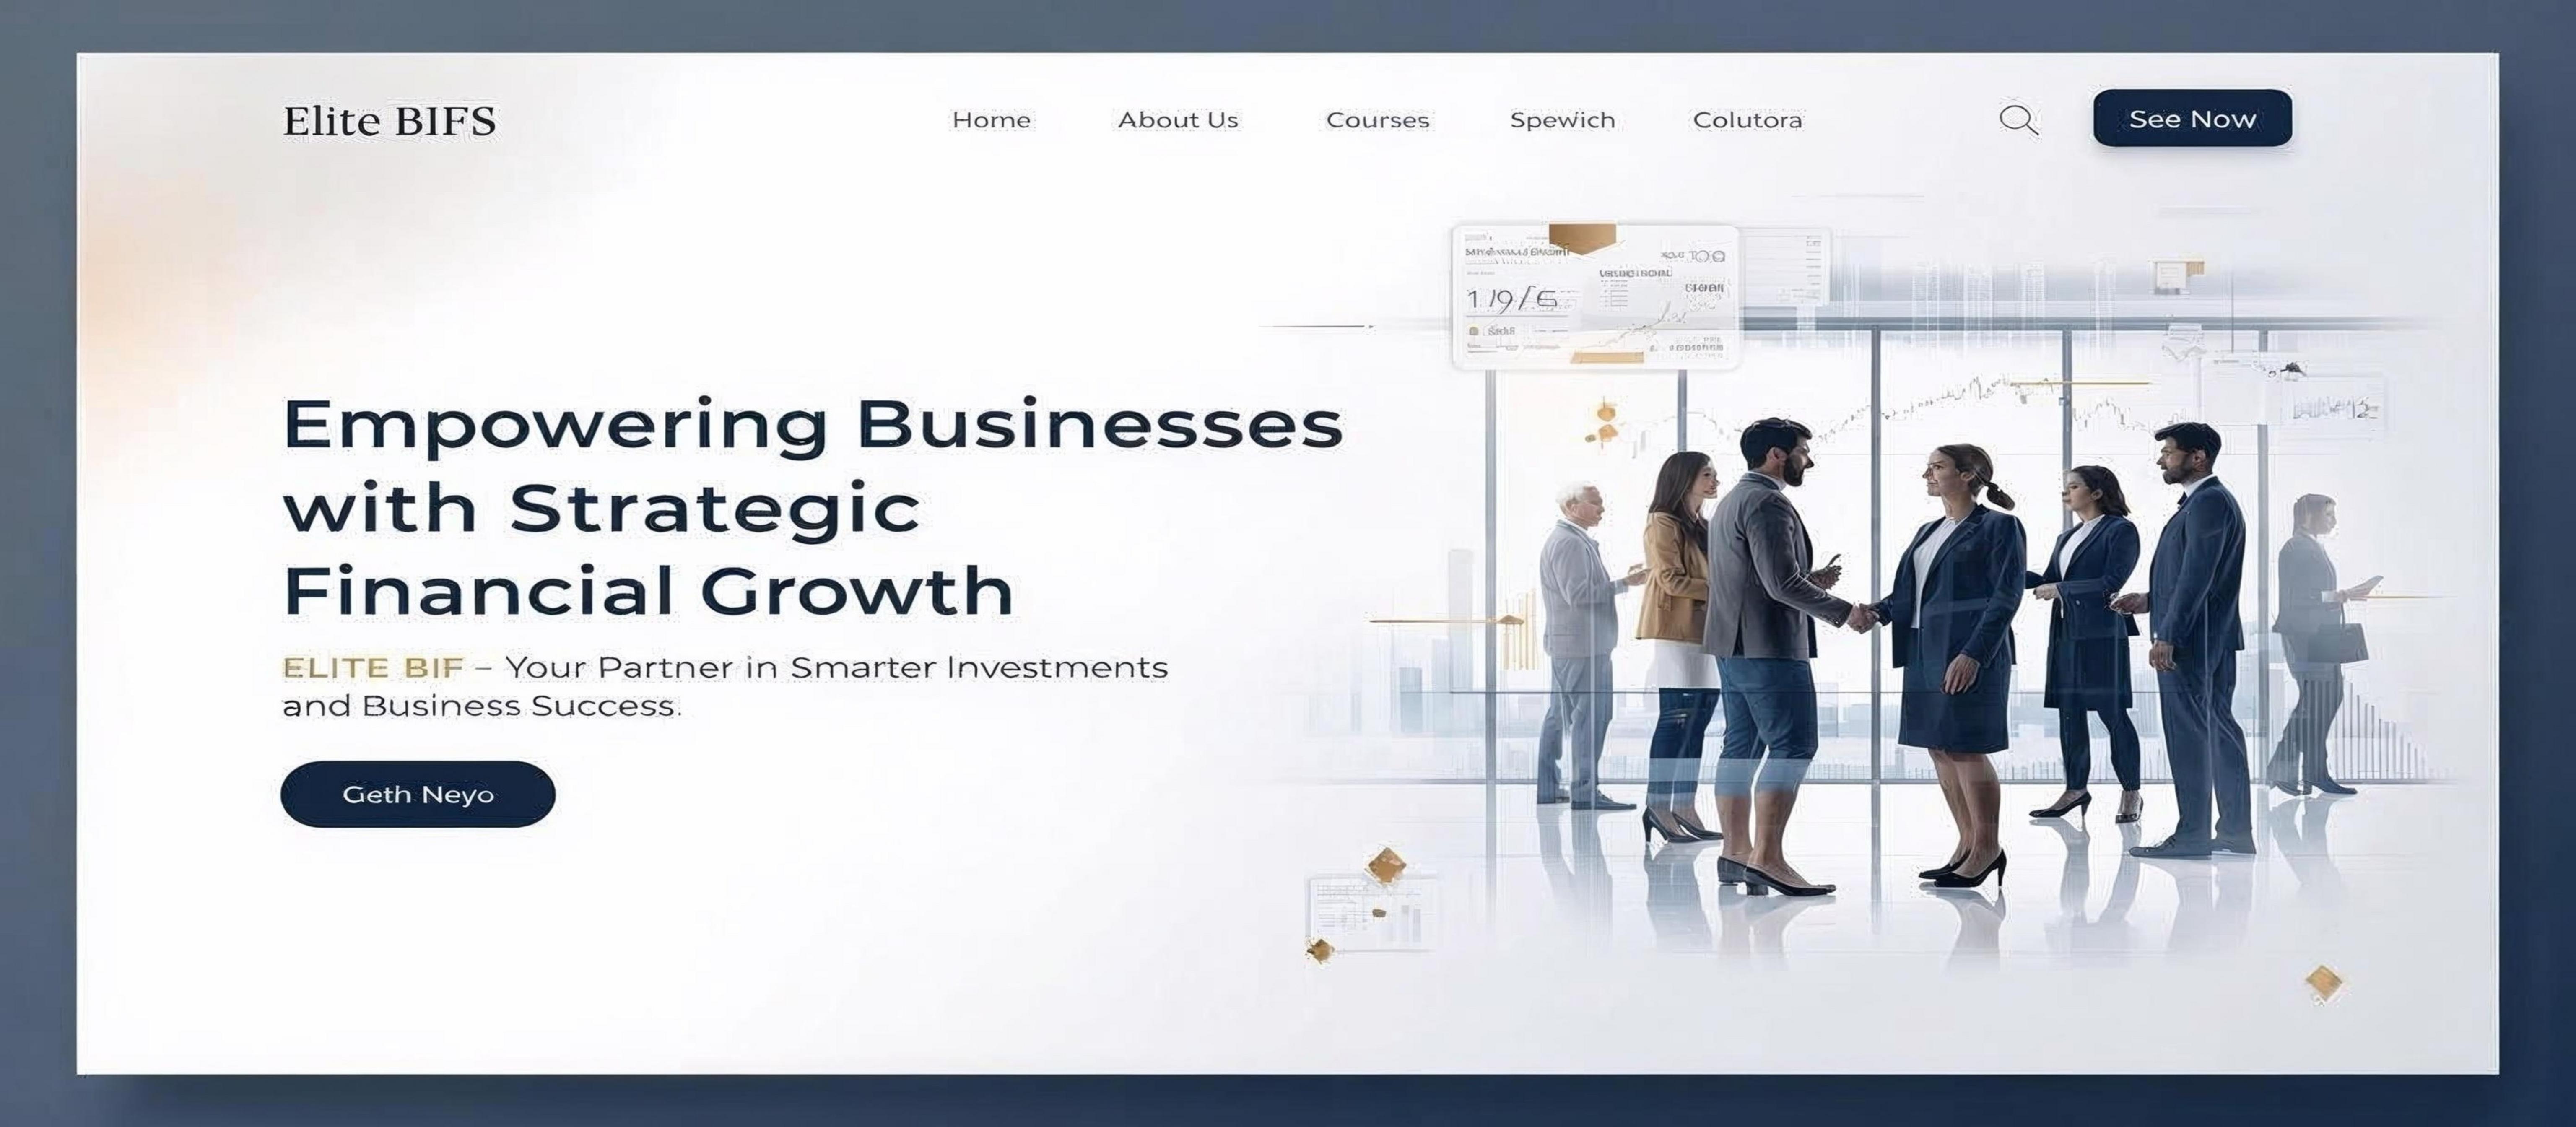 Elite BIFS
Home
About Us
Courses
Spewich
Colutora
See Now
1/9/6
Empowering Businesses
with Strategic
Financial Growth
ELITE BIF – Your Partner in Smarter Investments
and Business Success.
Geth Neyo